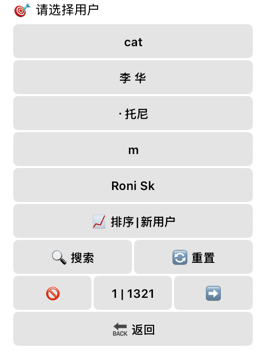 🎯 请选择用户
cat
李 华
· 托尼
m
Roni Sk
📈 排序|新用户
🔍 搜索 🔄 重置
🚫 1 | 1321 ➡️
🔙 返回